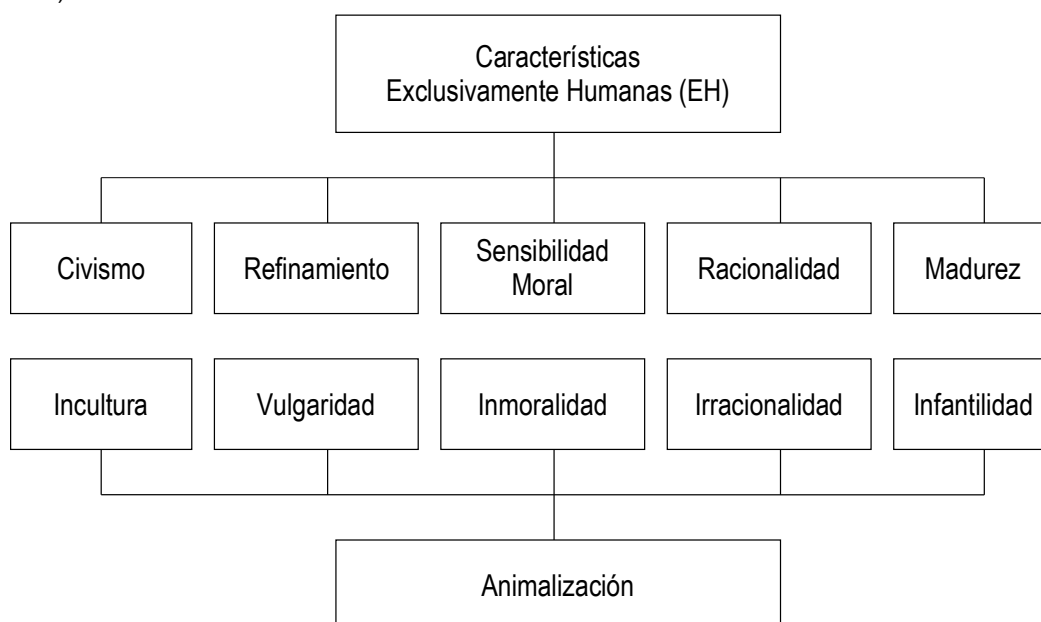 Características
Exclusivamente Humanas (EH)
Civismo
Refinamiento
Sensibilidad
Moral
Racionalidad
Madurez
Incultura
Vulgaridad
Inmoralidad
Irracionalidad
Infantilidad
Animalización